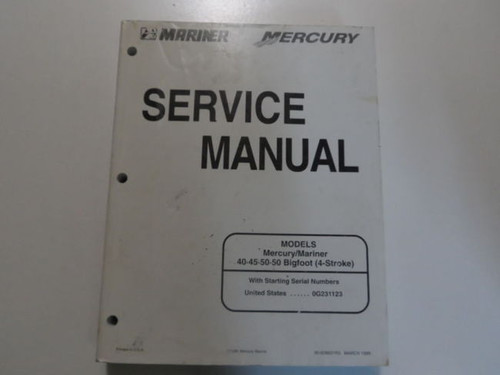 MARINER MERCURY
SERVICE
MANUAL
MODELS
Mercury/Mariner
40-45-50-50 Bigfoot (4-Stroke)
With Starting Serial Numbers
United States ...... 0G231123